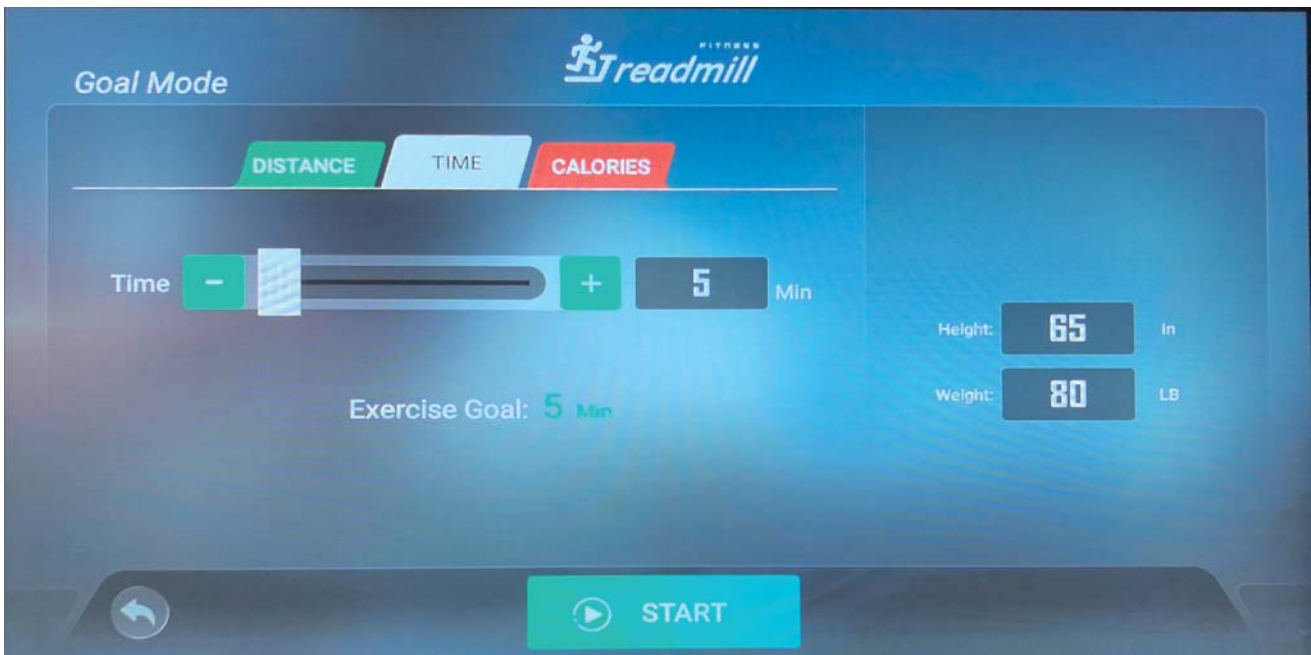 FITNESS
Treadmill
Goal Mode
DISTANCE TIME CALORIES
Time - + 5 Min
Height: 65 In
Weight: 80 LB
Exercise Goal: 5 Min
START